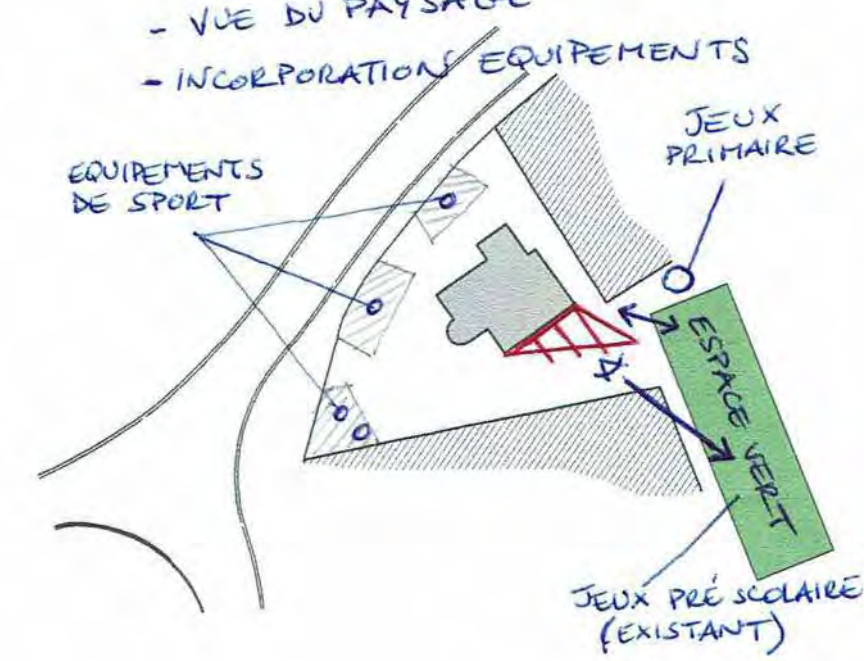 - VUE DU PAYSAGE
- INCORPORATION EQUIPEMENTS
JEUX
PRIMAIRE
EQUIPEMENTS
DE SPORT
ESPACE VERT
JEUX PRÉ SCOLAIRE
(EXISTANT)